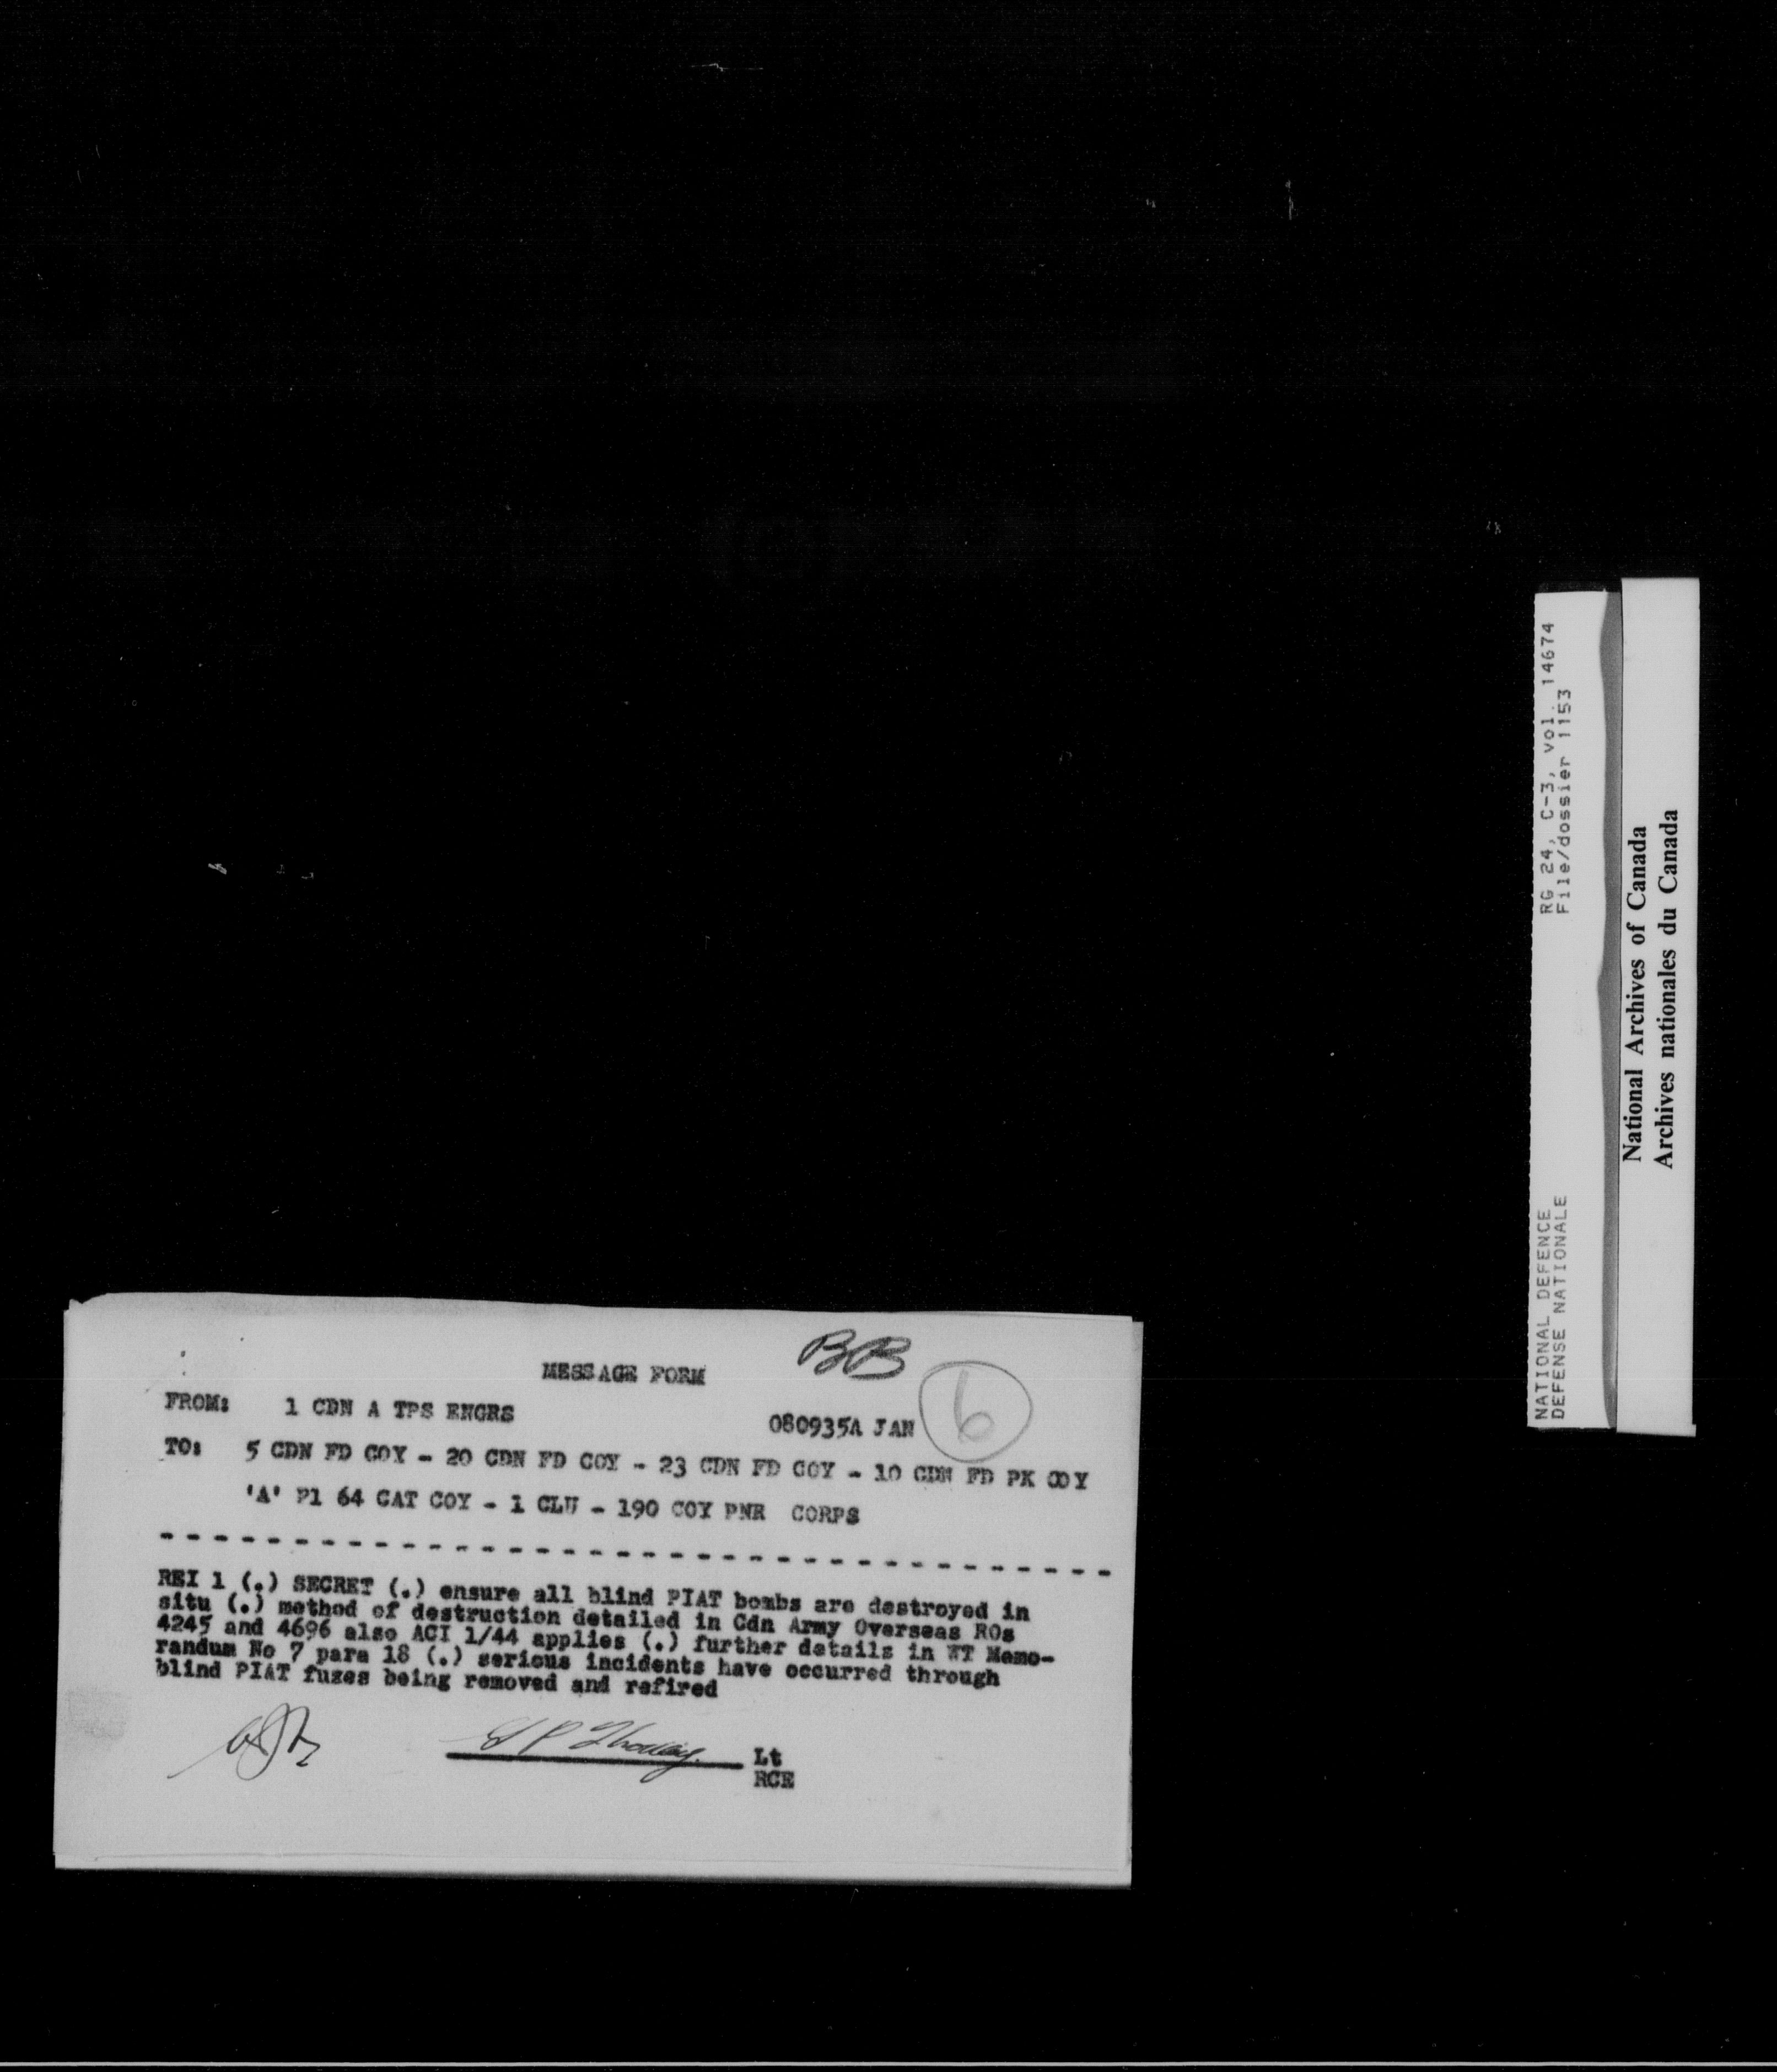 BB
MESSAGE FORM
6
FROM: 1 CDN A TPS ENGRS
080935A JAN
TO: 5 CDN FD COY - 20 CDN FD COY - 23 CDN FD COY - 10 CDN FD PK COY
'A' Pl 64 CAT COY - 1 CLU - 190 COY PNR CORPS
- - - - - - - - - - - - - - - - - - - - - - - - - - - - - - - - - - - -
REI 1 (.) SECRET (.) ensure all blind PIAT bombs are destroyed in
situ (.) method of destruction detailed in Cdn Army Overseas ROs
4245 and 4696 also ACI 1/44 applies (.) further details in WT Memo-
randum No 7 para 18 (.) serious incidents have occurred through
blind PIAT fuzes being removed and refired
Lt
RCE
NATIONAL DEFENCE RG 24, C-3, vol. 14674
DEFENSE NATIONALE File/dossier 1153
National Archives of Canada
Archives nationales du Canada